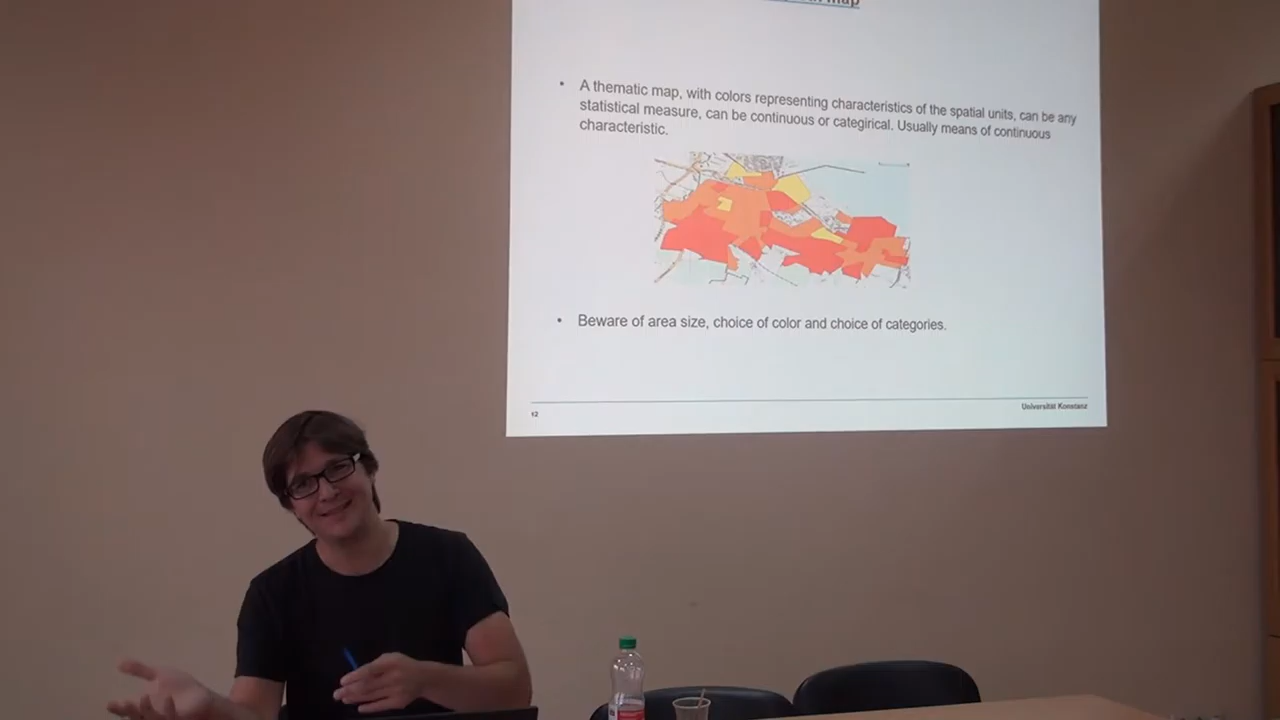 map
• A thematic map, with colors representing characteristics of the spatial units, can be any
statistical measure, can be continuous or categirical. Usually means of continuous
characteristic.
• Beware of area size, choice of color and choice of categories.
12
Universität Konstanz